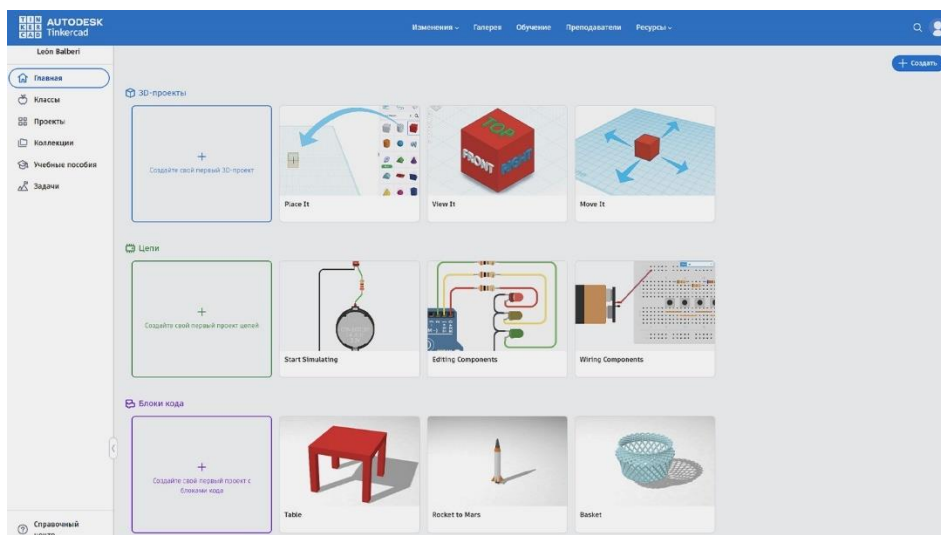 TIN
KER
CAD
AUTODESK
Tinkercad
Изменения
Галерея
Обучение
Преподаватели
Ресурсы
León Balberi
Главная
Классы
Проекты
Коллекции
Учебные пособия
Задачи
Справочный
центр
+ Создать
3D-проекты
+
Создайте свой первый 3D-проект
Place It
TOP
FRONT
RIGHT
View It
Move It
Цепи
+
Создайте свой первый проект цепей
Start Simulating
Editing Components
Wiring Components
Блоки кода
+
Создайте свой первый проект с
блоками кода
Table
Rocket to Mars
Basket